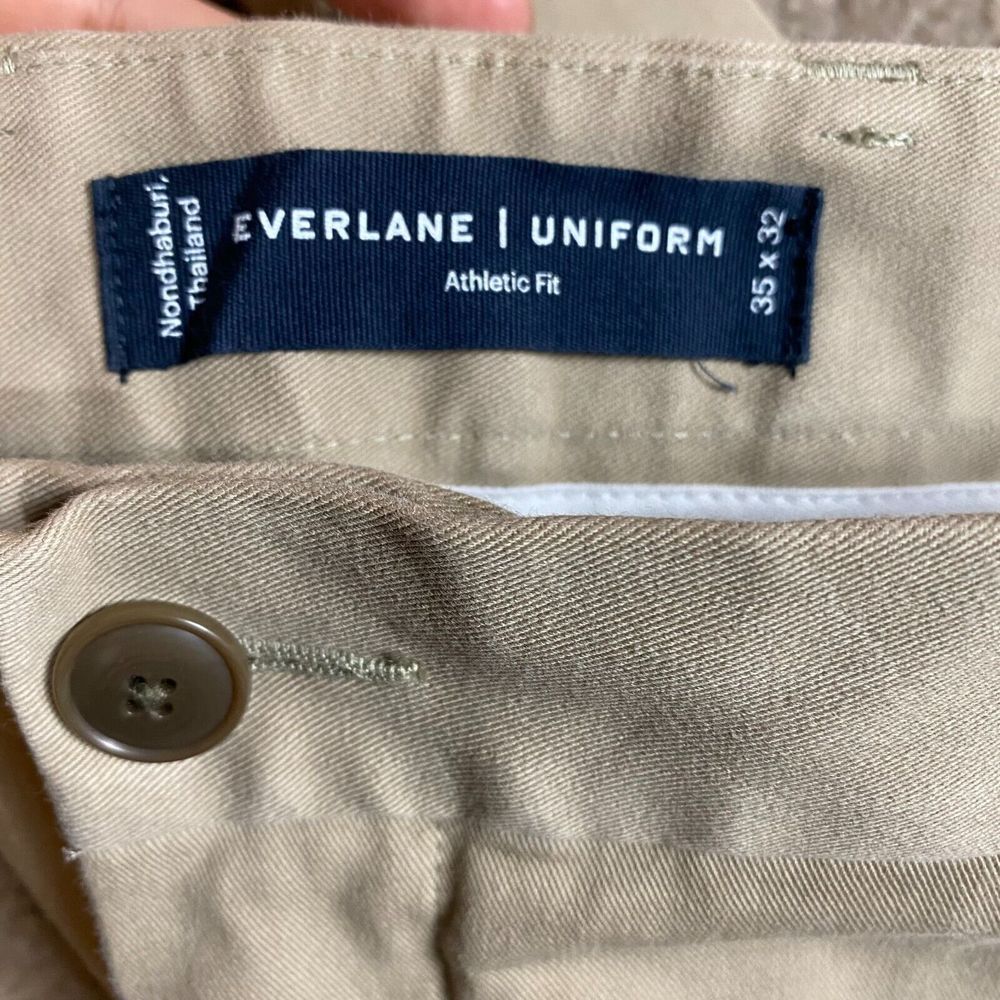 Nondhaburi,
Thailand
EVERLANE | UNIFORM
Athletic Fit
35 x 32